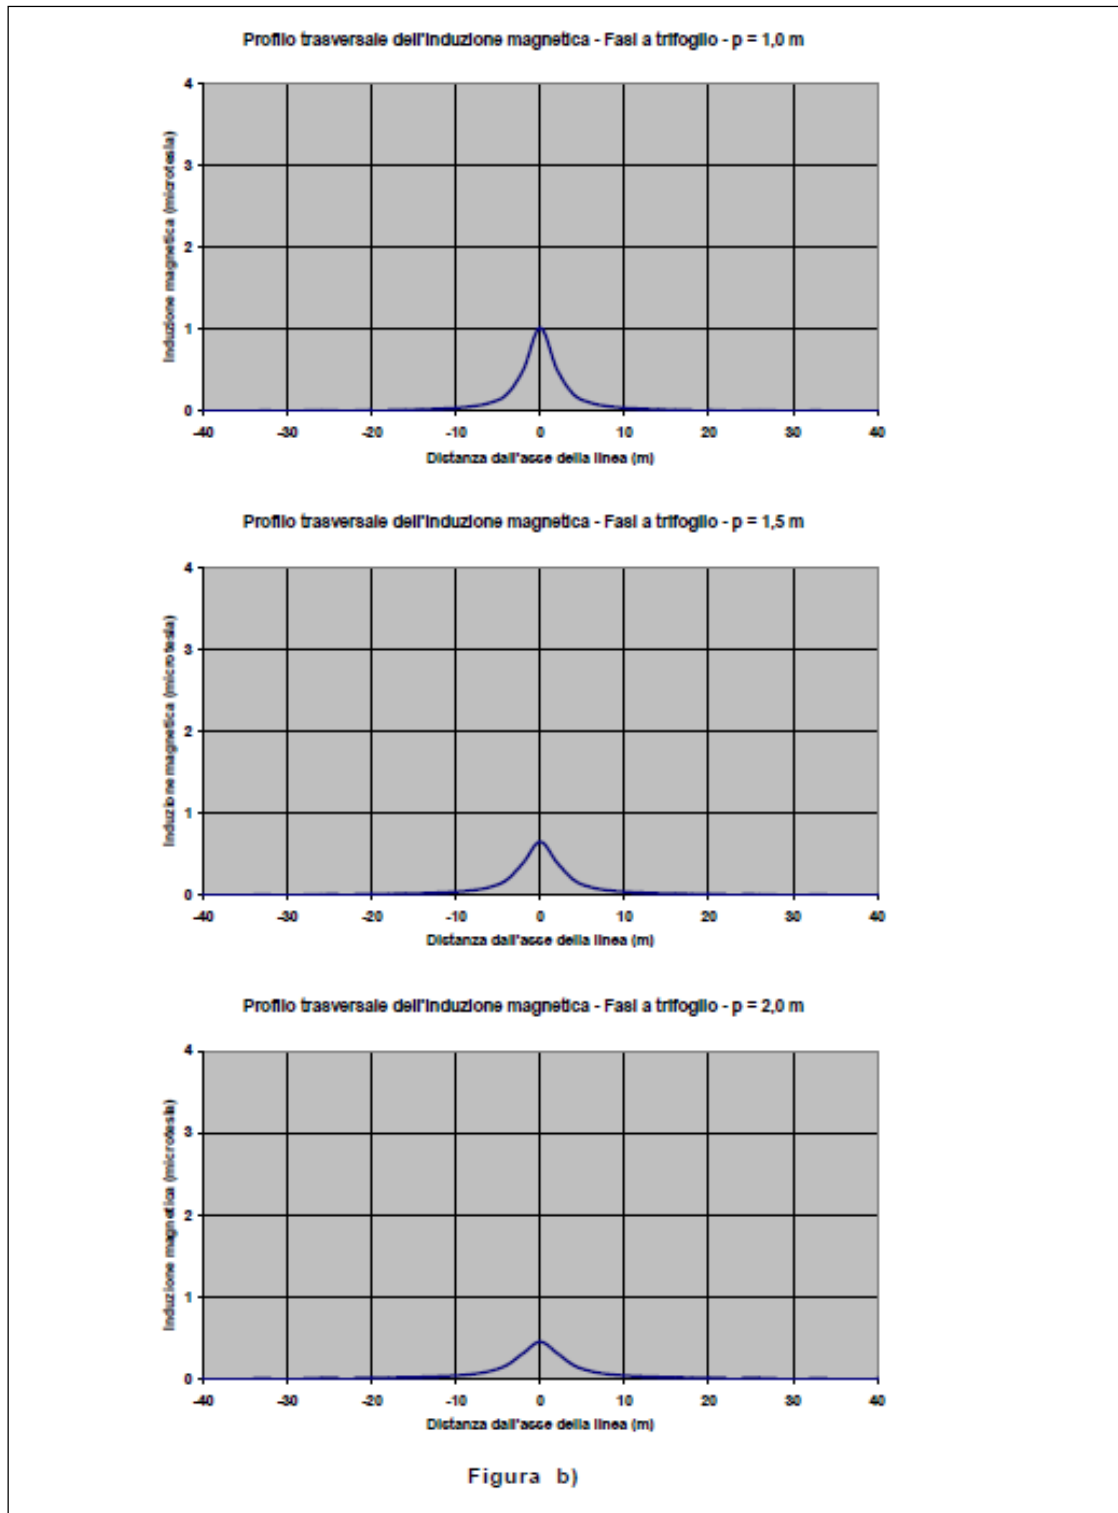 Profilo trasversale dell'Induzione magnetica - Fasi a trifoglio - p = 1,0 m
Induzione magnetica (microtesla)
4
3
2
1
0
-40 -30 -20 -10 0 10 20 30 40
Distanza dall'asse della linea (m)
Profilo trasversale dell'Induzione magnetica - Fasi a trifoglio - p = 1,5 m
Induzione magnetica (microtesla)
4
3
2
1
0
-40 -30 -20 -10 0 10 20 30 40
Distanza dall'asse della linea (m)
Profilo trasversale dell'Induzione magnetica - Fasi a trifoglio - p = 2,0 m
Induzione magnetica (microtesla)
4
3
2
1
0
-40 -30 -20 -10 0 10 20 30 40
Distanza dall'asse della linea (m)
Figura b)